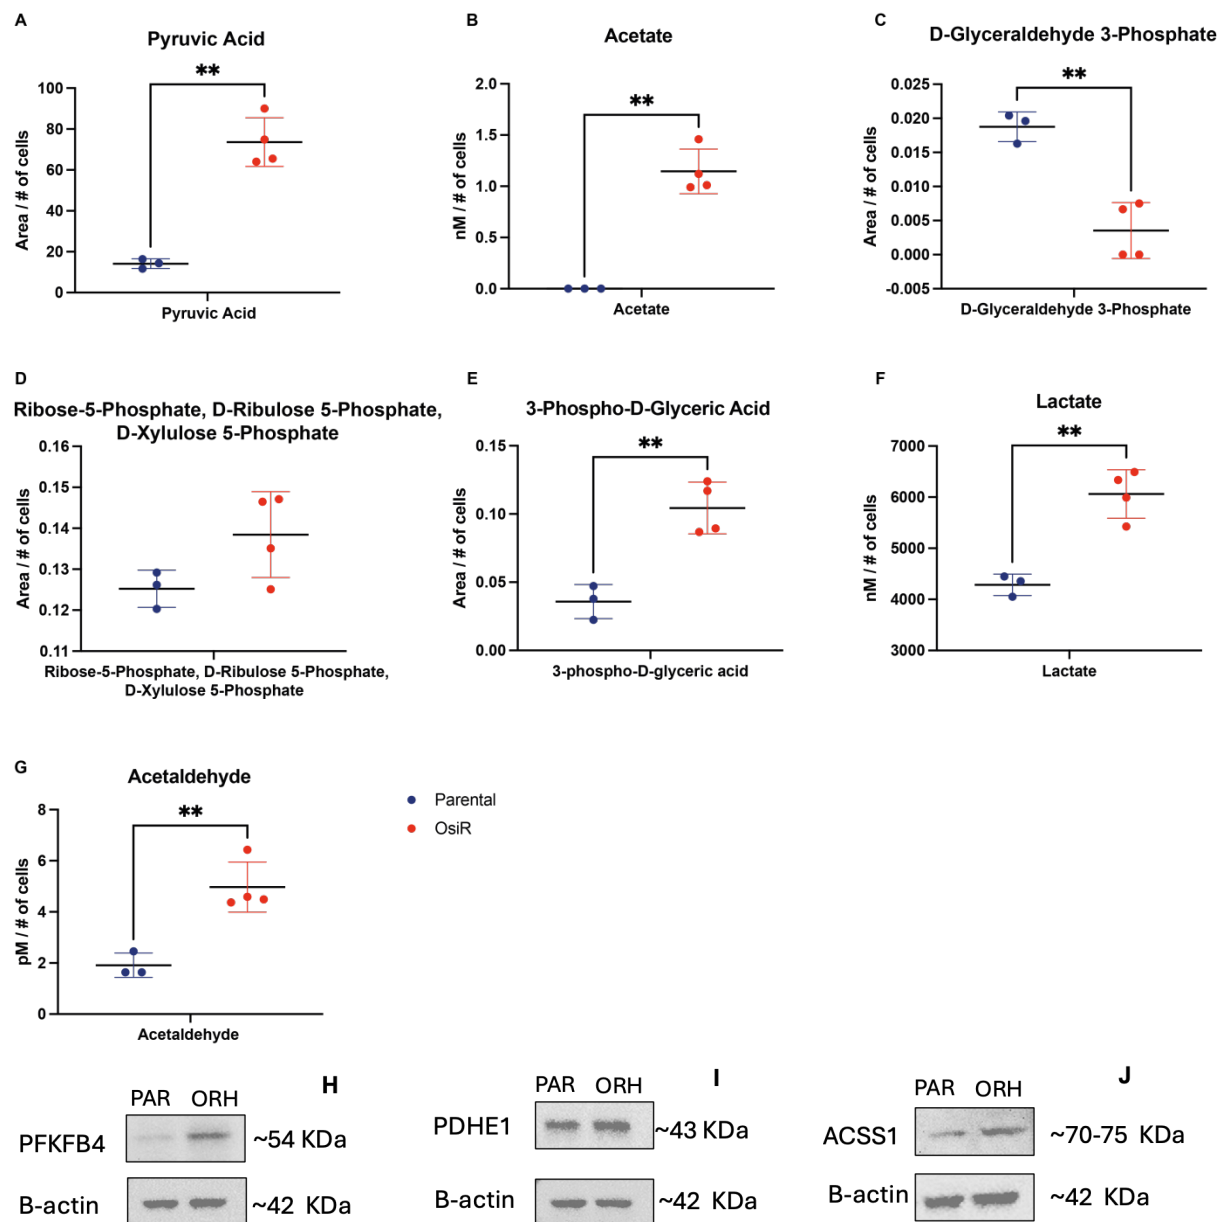 A
Pyruvic Acid
**
100
80
60
40
20
0
Area / # of cells
Pyruvic Acid
B
Acetate
**
2.0
1.5
1.0
0.5
0.0
nM / # of cells
Acetate
C
D-Glyceraldehyde 3-Phosphate
**
0.025
0.020
0.015
0.010
0.005
0.000
-0.005
Area / # of cells
D-Glyceraldehyde 3-Phosphate
D
Ribose-5-Phosphate, D-Ribulose 5-Phosphate,
D-Xylulose 5-Phosphate
0.16
0.15
0.14
0.13
0.12
0.11
Area / # of cells
Ribose-5-Phosphate, D-Ribulose 5-Phosphate,
D-Xylulose 5-Phosphate
E
3-Phospho-D-Glyceric Acid
**
0.15
0.10
0.05
0.00
Area / # of cells
3-phospho-D-glyceric acid
F
Lactate
**
7000
6000
5000
4000
3000
nM / # of cells
Lactate
G
Acetaldehyde
**
8
6
4
2
0
pM / # of cells
Acetaldehyde
Parental
OsiR
H
PAR ORH
PFKFB4 ~54 KDa
B-actin ~42 KDa
I
PAR ORH
PDHE1 ~43 KDa
B-actin ~42 KDa
J
PAR ORH
ACSS1 ~70-75 KDa
B-actin ~42 KDa